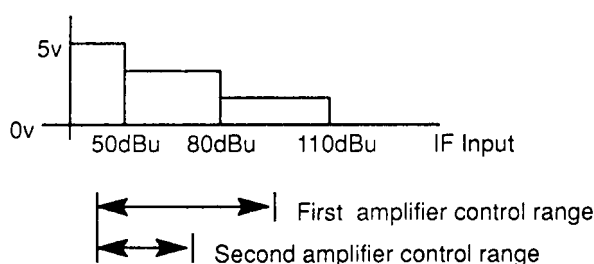 5v
0v
50dBu 80dBu 110dBu IF Input
First amplifier control range
Second amplifier control range